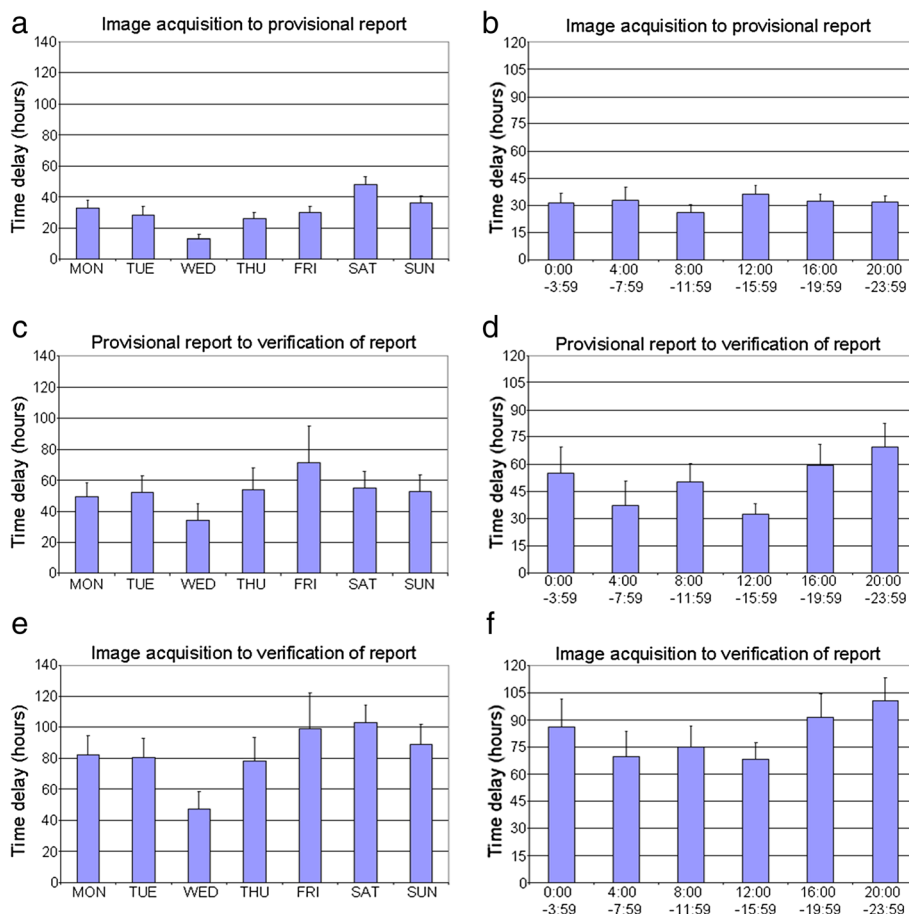 a
Image acquisition to provisional report
Time delay (hours)
140
120
100
80
60
40
20
0
MON TUE WED THU FRI SAT SUN
b
Image acquisition to provisional report
Time delay (hours)
120
105
90
75
60
45
30
15
0
0:00 4:00 8:00 12:00 16:00 20:00
-3:59 -7:59 -11:59 -15:59 -19:59 -23:59
c
Provisional report to verification of report
Time delay (hours)
140
120
100
80
60
40
20
0
MON TUE WED THU FRI SAT SUN
d
Provisional report to verification of report
Time delay (hours)
120
105
90
75
60
45
30
15
0
0:00 4:00 8:00 12:00 16:00 20:00
-3:59 -7:59 -11:59 -15:59 -19:59 -23:59
e
Image acquisition to verification of report
Time delay (hours)
140
120
100
80
60
40
20
0
MON TUE WED THU FRI SAT SUN
f
Image acquisition to verification of report
Time delay (hours)
120
105
90
75
60
45
30
15
0
0:00 4:00 8:00 12:00 16:00 20:00
-3:59 -7:59 -11:59 -15:59 -19:59 -23:59